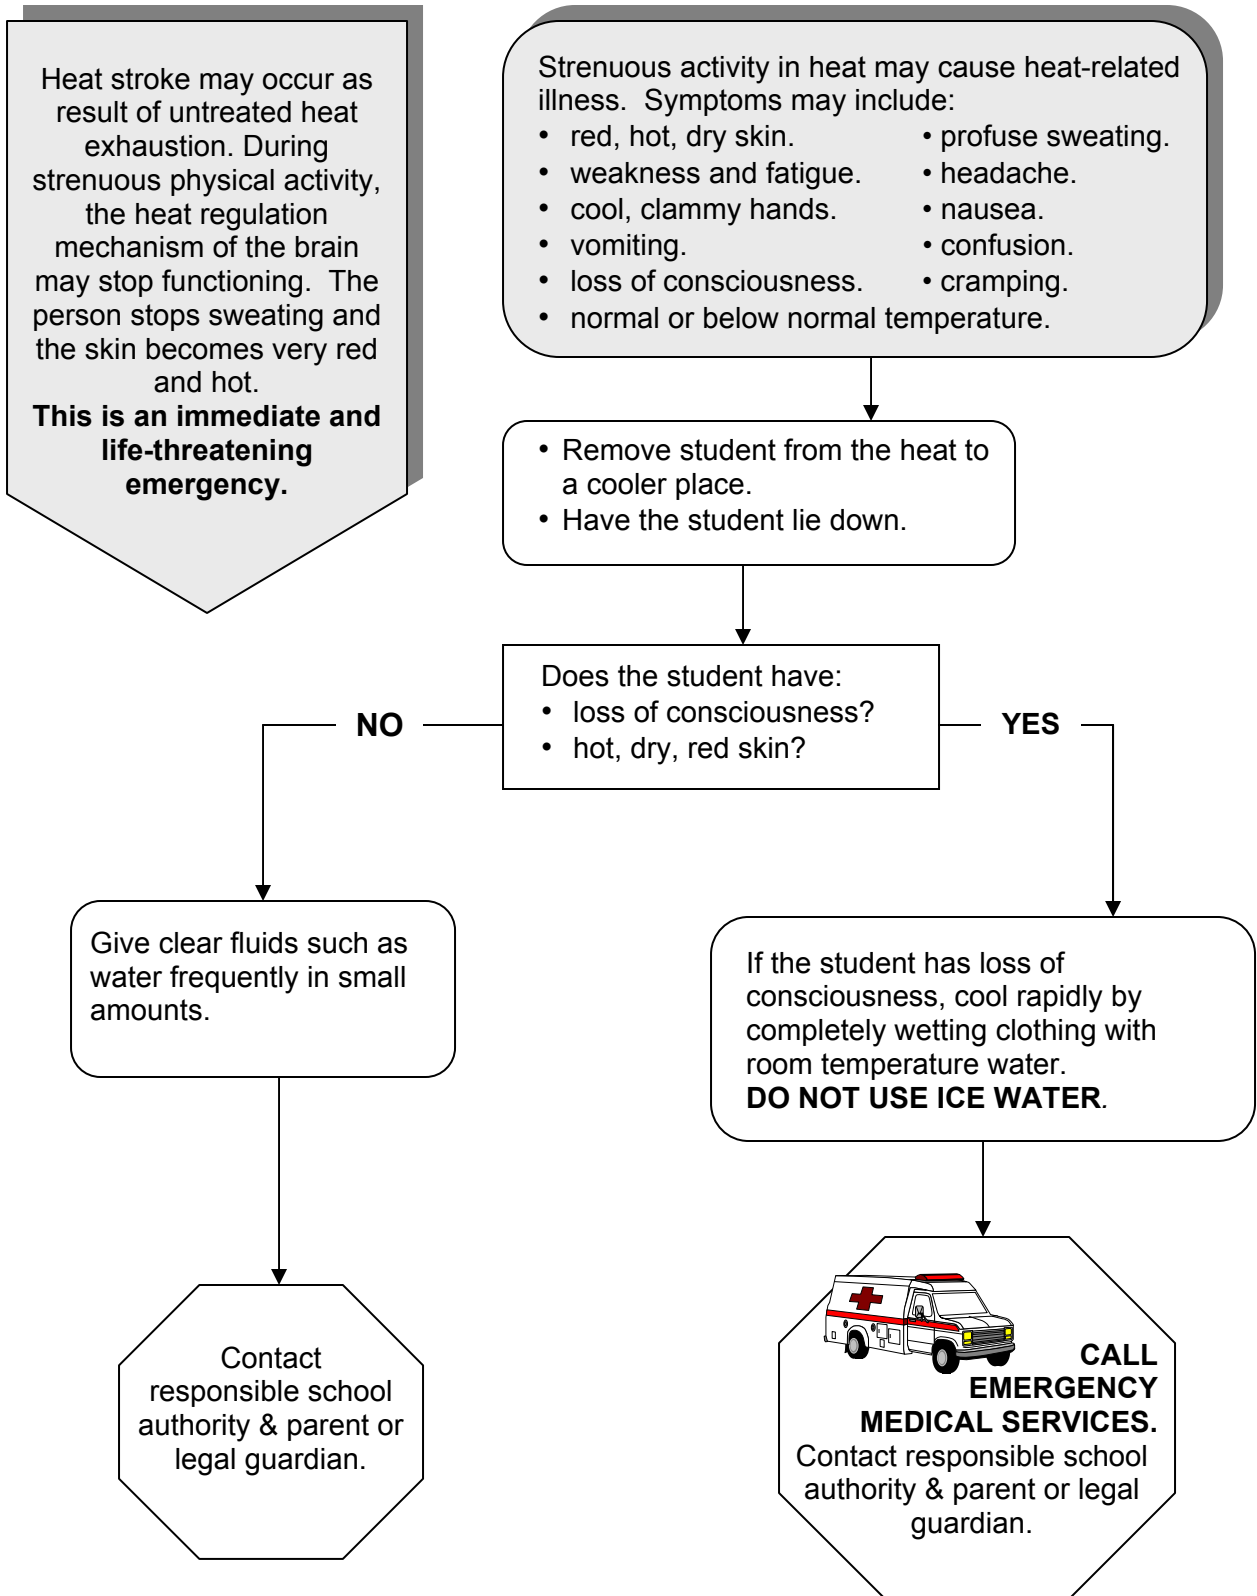 Heat stroke may occur as
result of untreated heat
exhaustion. During
strenuous physical activity,
the heat regulation
mechanism of the brain
may stop functioning.  The
person stops sweating and
the skin becomes very red
and hot.
This is an immediate and
life-threatening
emergency.
Strenuous activity in heat may cause heat-related
illness.  Symptoms may include:
• red, hot, dry skin. • profuse sweating.
• weakness and fatigue. • headache.
• cool, clammy hands. • nausea.
• vomiting. • confusion.
• loss of consciousness. • cramping.
• normal or below normal temperature.
• Remove student from the heat to
a cooler place.
• Have the student lie down.
Does the student have:
• loss of consciousness?
• hot, dry, red skin?
NO
YES
Give clear fluids such as
water frequently in small
amounts.
If the student has loss of
consciousness, cool rapidly by
completely wetting clothing with
room temperature water.
DO NOT USE ICE WATER.
Contact
responsible school
authority & parent or
legal guardian.
CALL
EMERGENCY
MEDICAL SERVICES.
Contact responsible school
authority & parent or legal
guardian.